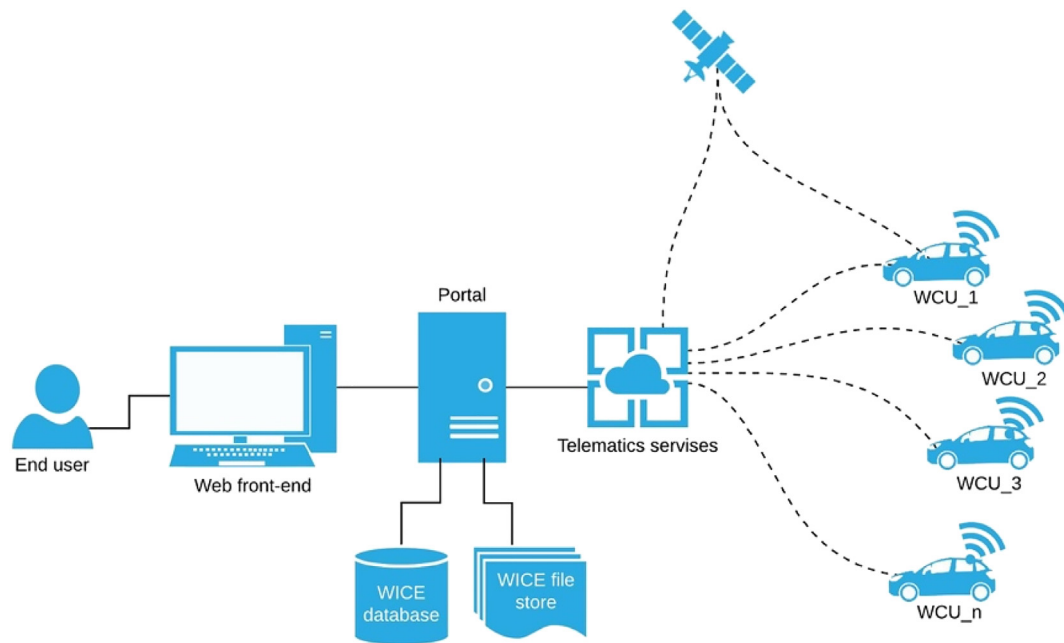 Portal
End user
Web front-end
Telematics servises
WICE
database
WICE file
store
WCU_1
WCU_2
WCU_3
WCU_n